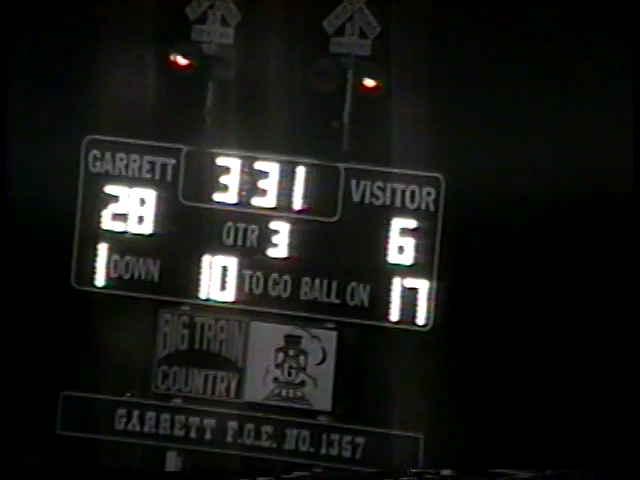 GARRETT 3 31 VISITOR
28 QTR 3 6
1 DOWN 10 TO GO BALL ON 17
BIG TRAIN
COUNTRY
G
GARRETT F.O.E. NO. 1357